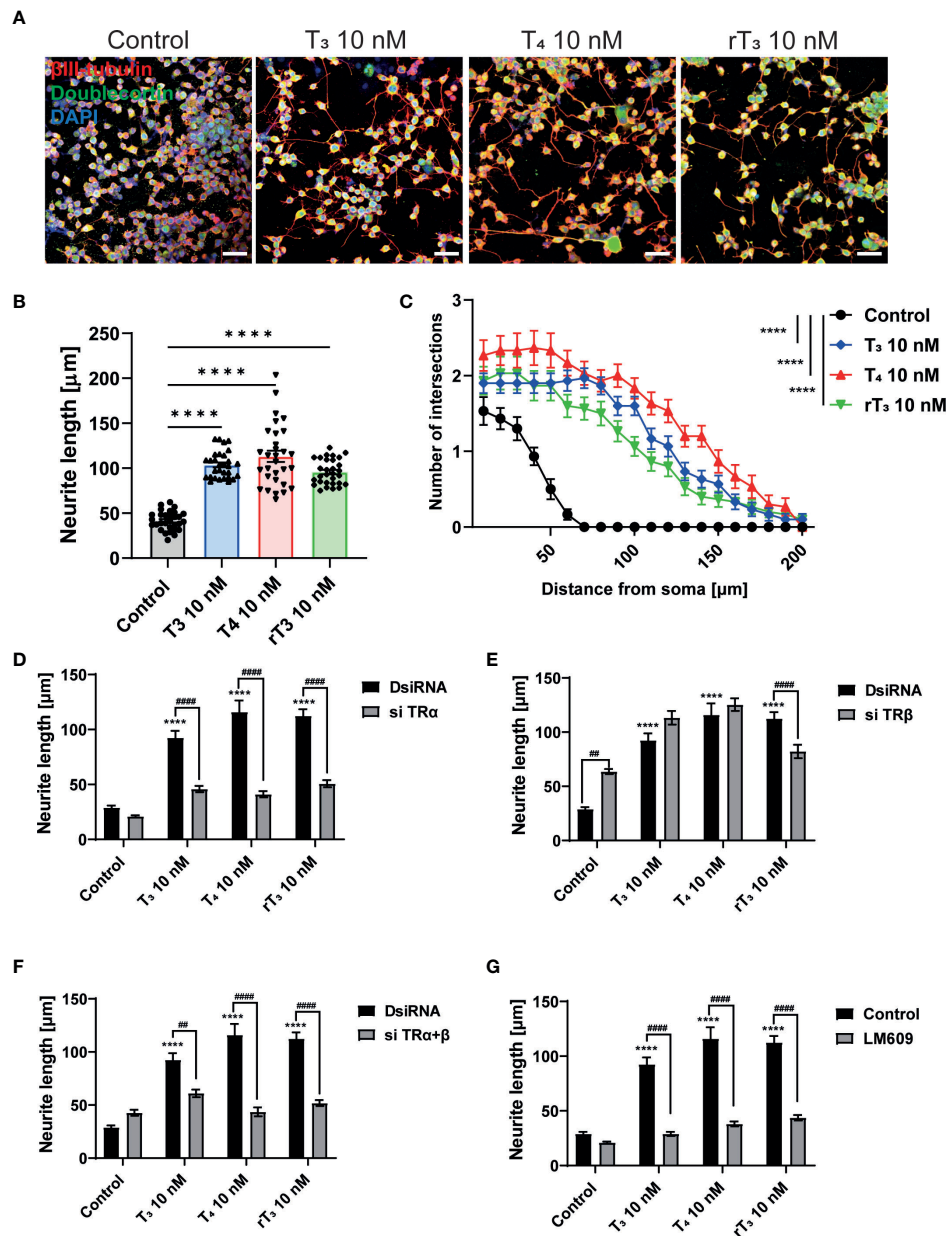 A
Control
T₃ 10 nM
T₄ 10 nM
rT₃ 10 nM
βIII-tubulin
Doublecortin
DAPI
B
Neurite length [µm]
250
200
150
100
50
0
****
****
****
Control
T3 10 nM
T4 10 nM
rT3 10 nM
C
Number of intersections
3
2
1
0
50
100
150
200
Distance from soma [µm]
****
****
****
Control
T₃ 10 nM
T₄ 10 nM
rT₃ 10 nM
D
Neurite length [µm]
150
100
50
0
****
####
****
####
****
####
DsiRNA
si TRα
Control
T₃ 10 nM
T₄ 10 nM
rT₃ 10 nM
E
Neurite length [µm]
150
100
50
0
##
****
****
****
####
DsiRNA
si TRβ
Control
T₃ 10 nM
T₄ 10 nM
rT₃ 10 nM
F
Neurite length [µm]
150
100
50
0
****
##
****
####
****
####
DsiRNA
si TRα+β
Control
T₃ 10 nM
T₄ 10 nM
rT₃ 10 nM
G
Neurite length [µm]
150
100
50
0
****
####
****
####
****
####
Control
LM609
Control
T₃ 10 nM
T₄ 10 nM
rT₃ 10 nM